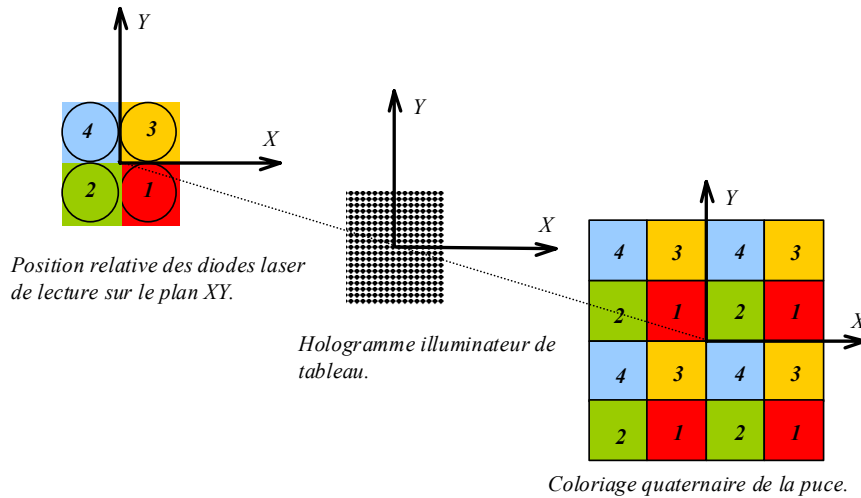 Y
4 3
X
2 1
Position relative des diodes laser
de lecture sur le plan XY.
Y
X
Hologramme illuminateur de
tableau.
Y
4 3 4 3
2 1 2 1
X
4 3 4 3
2 1 2 1
Coloriage quaternaire de la puce.